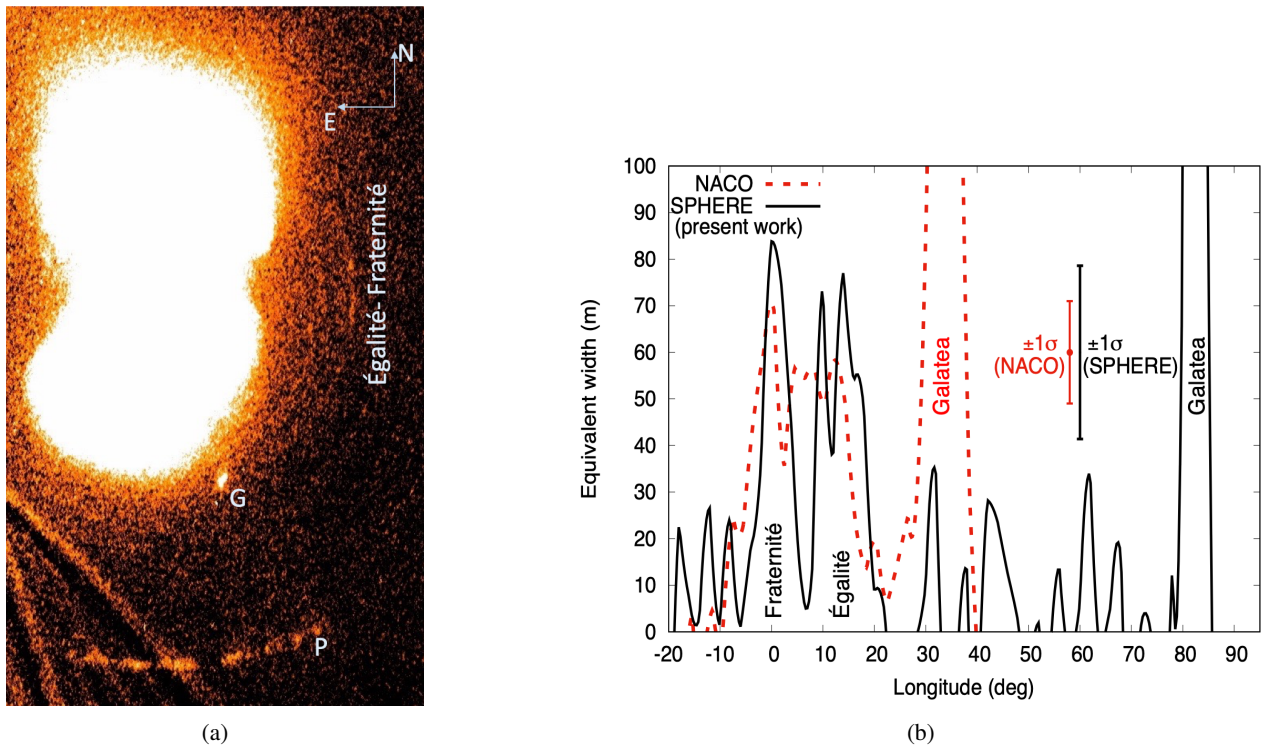 N
E
Égalité- Fraternité
G
P
(a)
NACO
SPHERE
(present work)
Equivalent width (m)
100
90
80
70
60
50
40
30
20
10
0
Fraternité
Égalité
Galatea
±1σ
(NACO)
±1σ
(SPHERE)
Galatea
-20 -10 0 10 20 30 40 50 60 70 80 90
Longitude (deg)
(b)